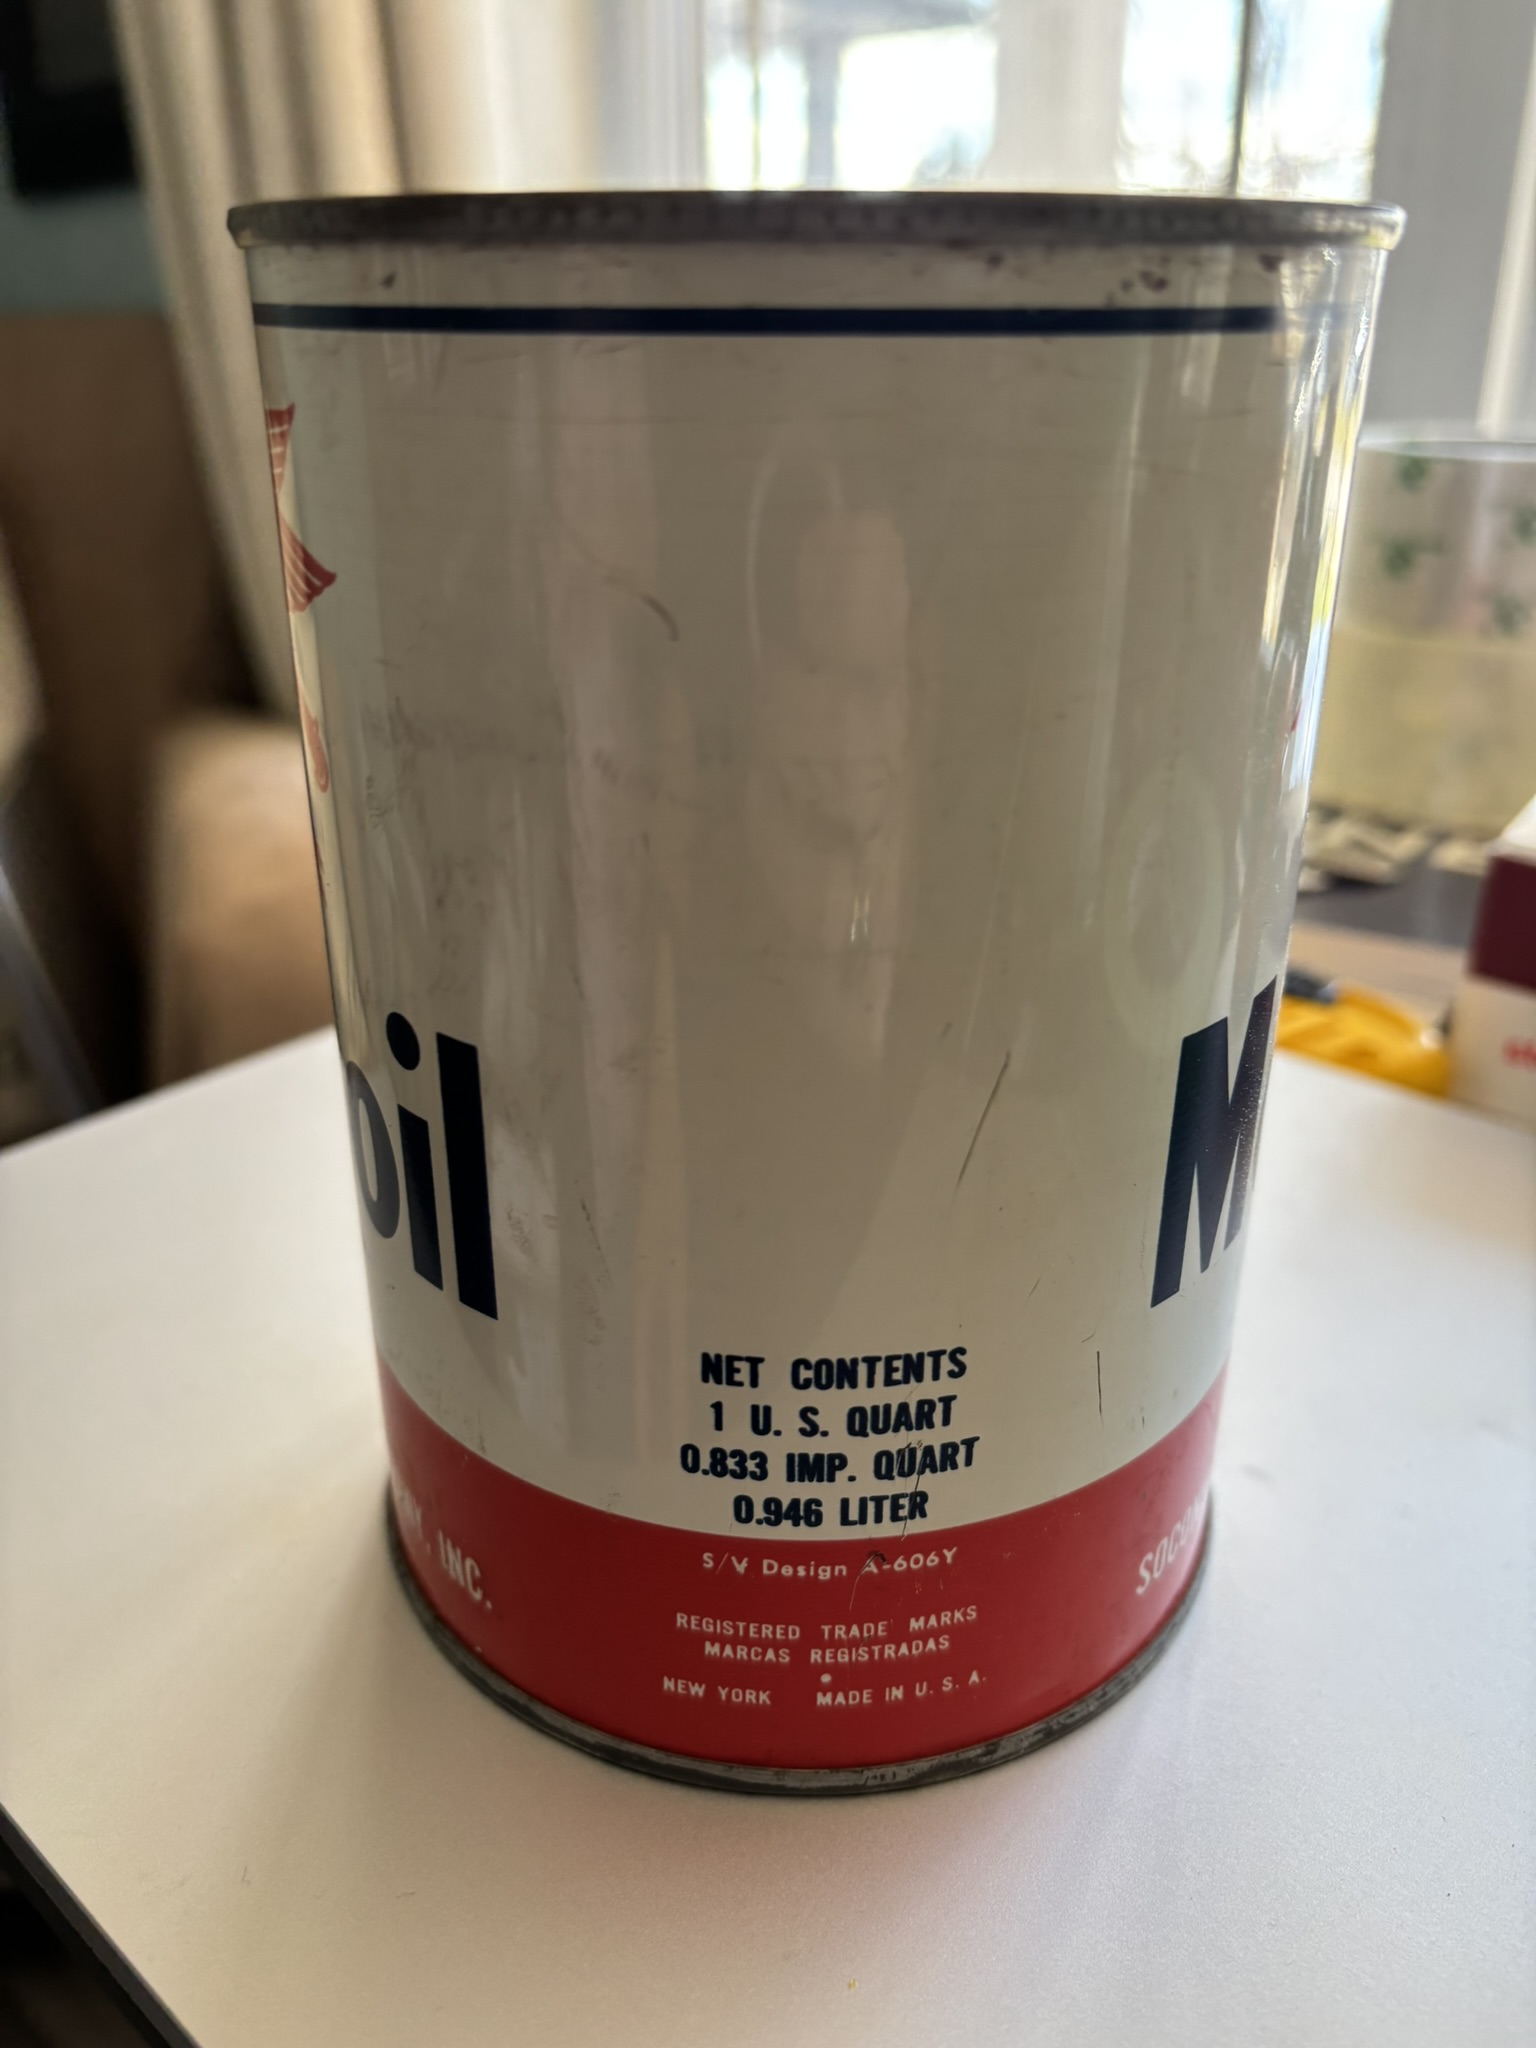 oil
M
NET CONTENTS
1 U. S. QUART
0.833 IMP. QUART
0.946 LITER
S/V Design A-606Y
INC.
SOCON
REGISTERED TRADE MARKS
MARCAS REGISTRADAS
NEW YORK • MADE IN U. S. A.